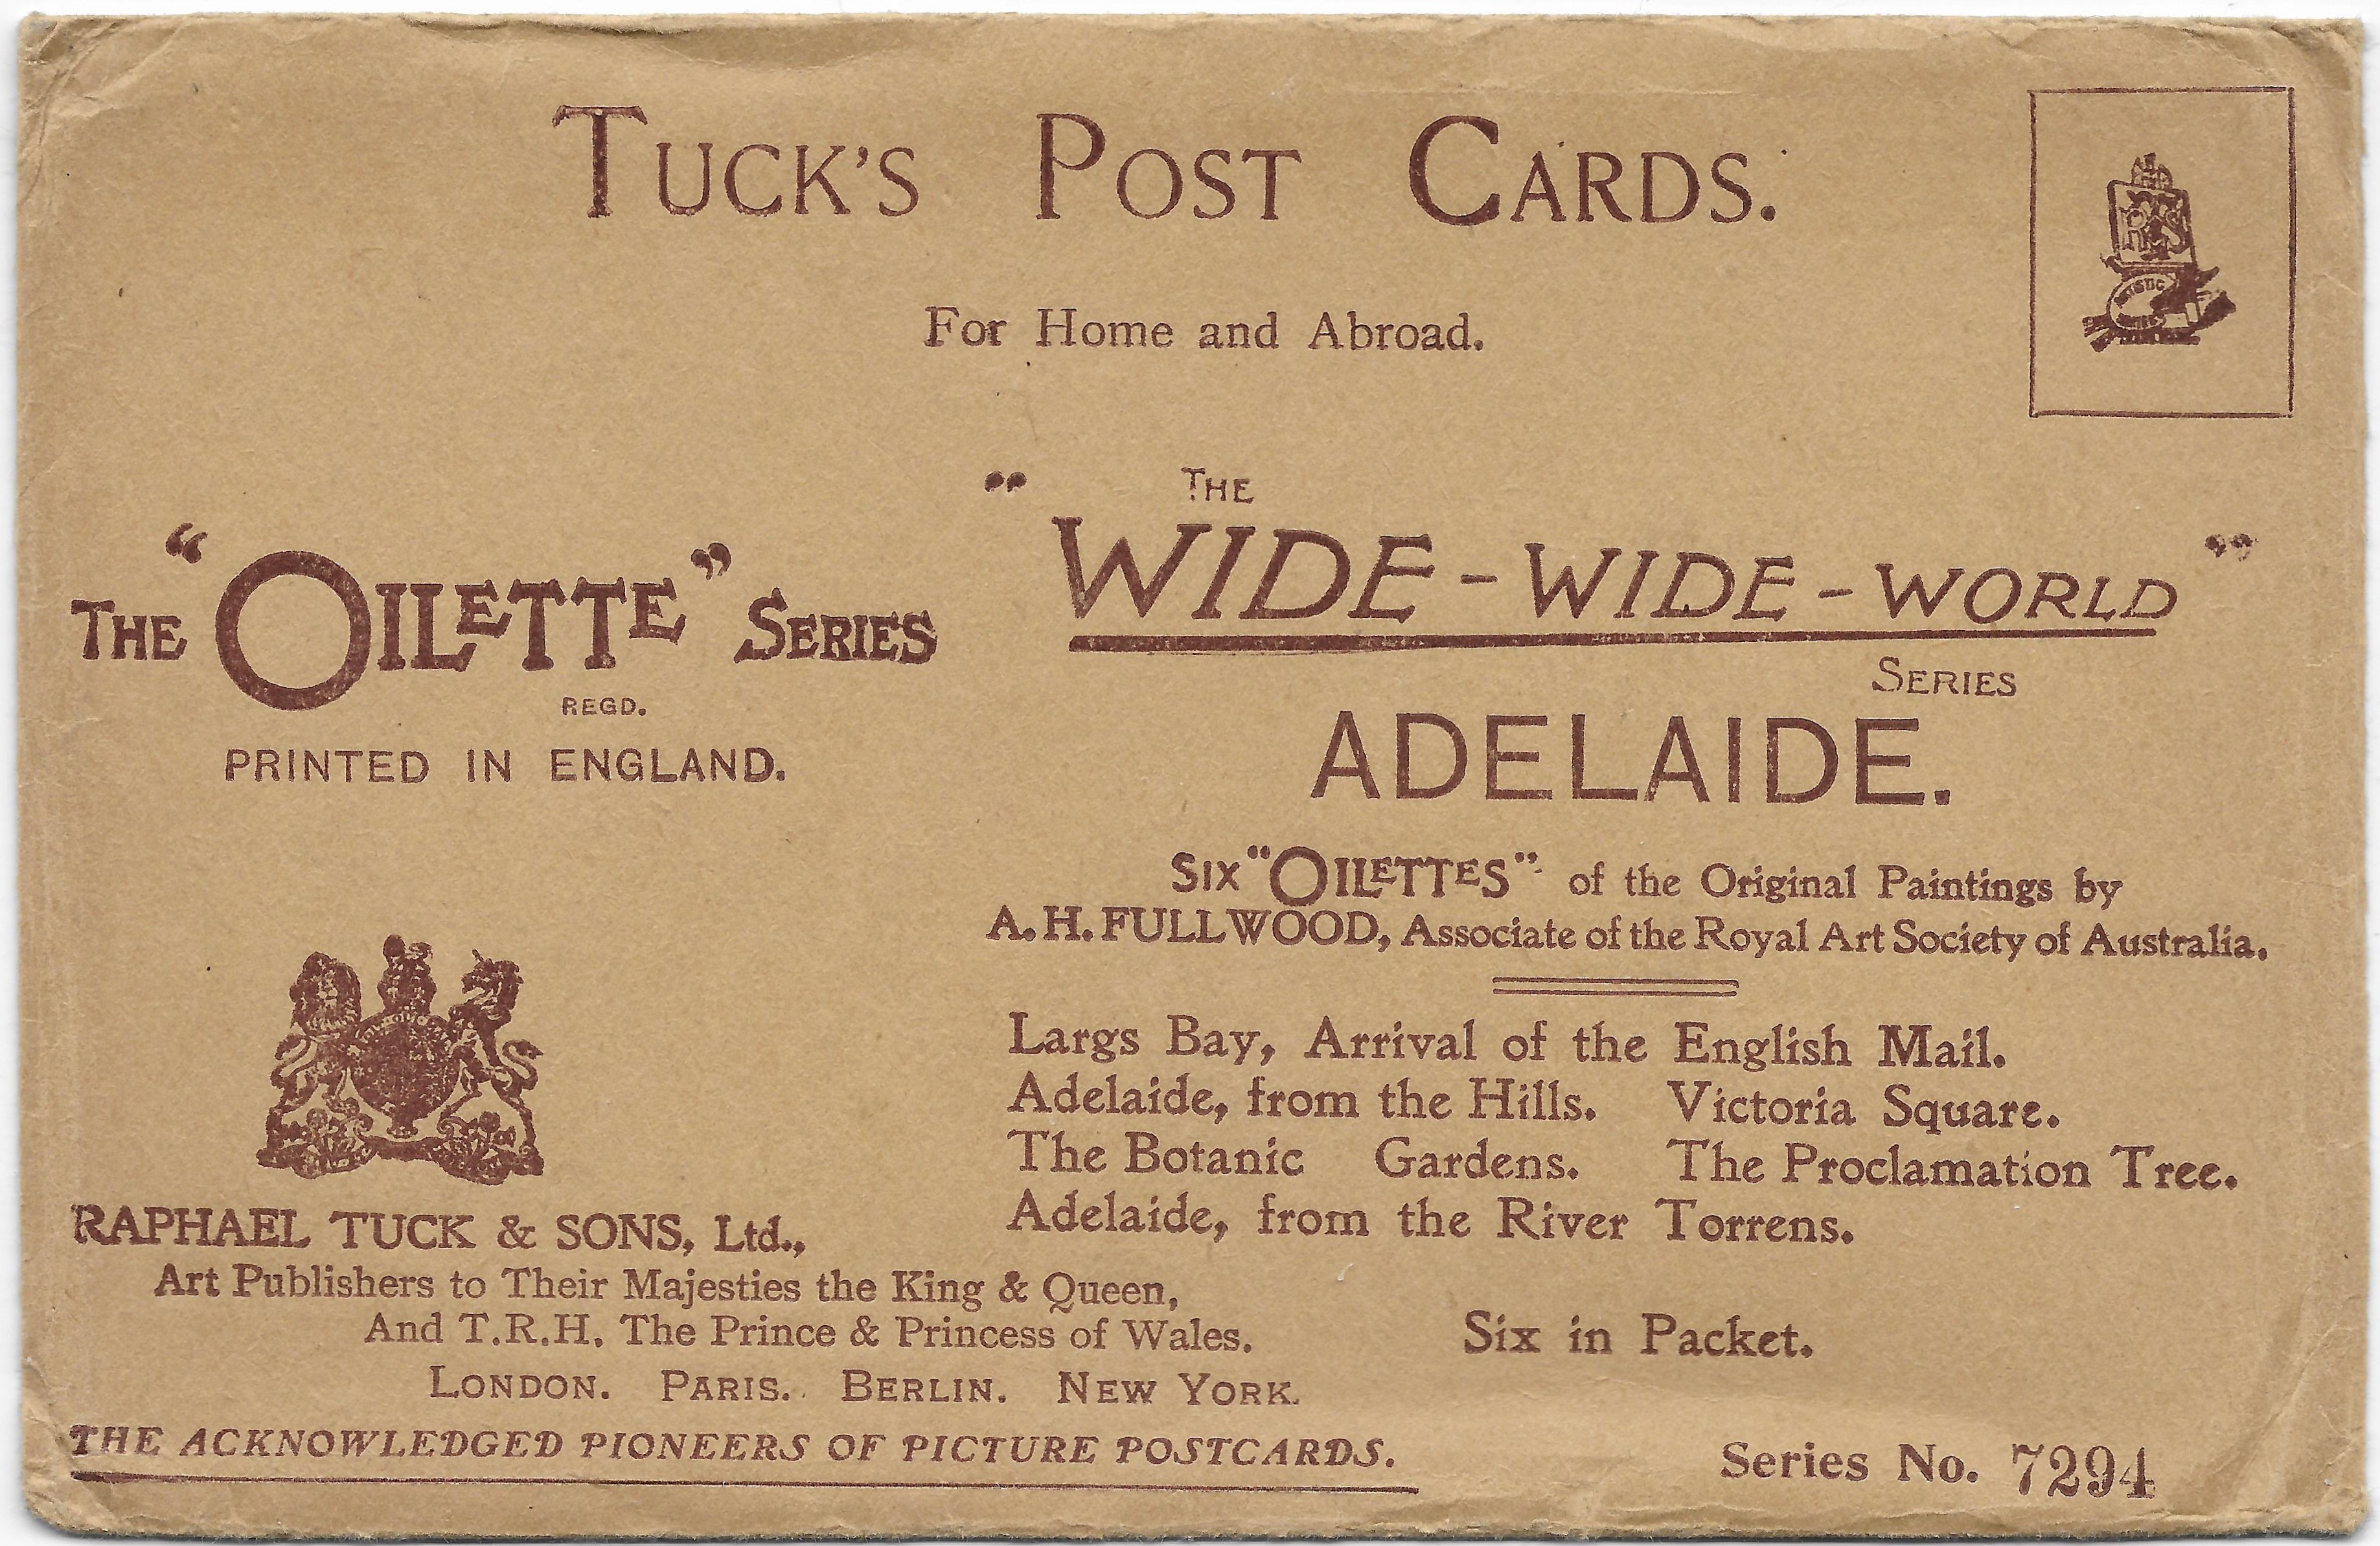 TUCK'S POST CARDS.
For Home and Abroad.
THE "OILETTE" SERIES
REGD.
PRINTED IN ENGLAND.
" THE
WIDE-WIDE-WORLD "
SERIES
ADELAIDE.
SIX "OILETTES" of the Original Paintings by
A. H. FULLWOOD, Associate of the Royal Art Society of Australia.
Largs Bay, Arrival of the English Mail.
Adelaide, from the Hills. Victoria Square.
The Botanic Gardens. The Proclamation Tree.
Adelaide, from the River Torrens.
RAPHAEL TUCK & SONS, Ltd.,
Art Publishers to Their Majesties the King & Queen,
And T.R.H. The Prince & Princess of Wales.
LONDON. PARIS. BERLIN. NEW YORK.
THE ACKNOWLEDGED PIONEERS OF PICTURE POSTCARDS.
Six in Packet.
Series No. 7294